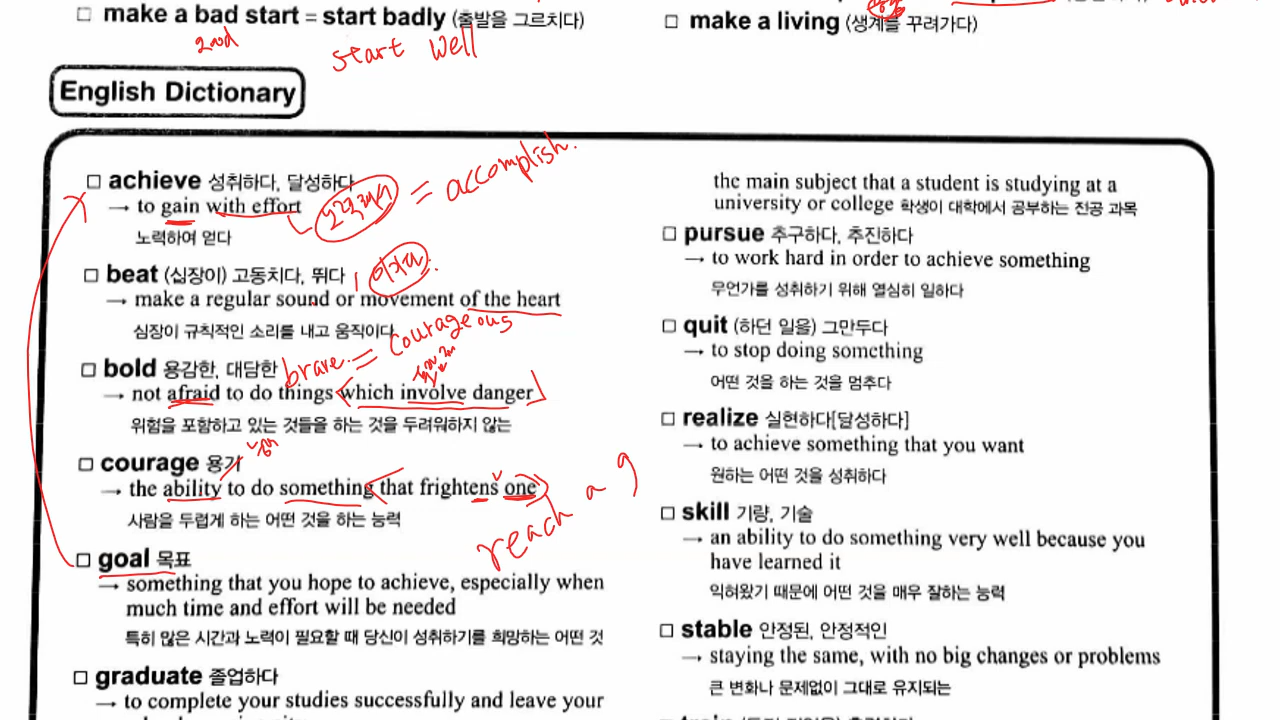 □ make a bad start = start badly (출발을 그르치다)
start well
□ make a living (생계를 꾸려가다)
English Dictionary
□ achieve 성취하다, 달성하다
→ to gain with effort
= accomplish.
노력하여 얻다
□ beat (심장이) 고동치다, 뛰다
, 이기다.
→ make a regular sound or movement of the heart
심장이 규칙적인 소리를 내고 움직이다
□ bold 용감한, 대담한
brave = courageous
→ not afraid to do things which involve danger
위험을 포함하고 있는 것들을 하는 것을 두려워하지 않는
□ courage 용기
→ the ability to do something that frightens one
사람을 두렵게 하는 어떤 것을 하는 능력
reach a g
□ goal 목표
→ something that you hope to achieve, especially when
much time and effort will be needed
특히 많은 시간과 노력이 필요할 때 당신이 성취하기를 희망하는 어떤 것
□ graduate 졸업하다
→ to complete your studies successfully and leave your
the main subject that a student is studying at a
university or college 학생이 대학에서 공부하는 전공 과목
□ pursue 추구하다, 추진하다
→ to work hard in order to achieve something
무언가를 성취하기 위해 열심히 일하다
□ quit (하던 일을) 그만두다
→ to stop doing something
어떤 것을 하는 것을 멈추다
□ realize 실현하다[달성하다]
→ to achieve something that you want
원하는 어떤 것을 성취하다
□ skill 기량, 기술
→ an ability to do something very well because you
have learned it
익혀왔기 때문에 어떤 것을 매우 잘하는 능력
□ stable 안정된, 안정적인
→ staying the same, with no big changes or problems
큰 변화나 문제없이 그대로 유지되는